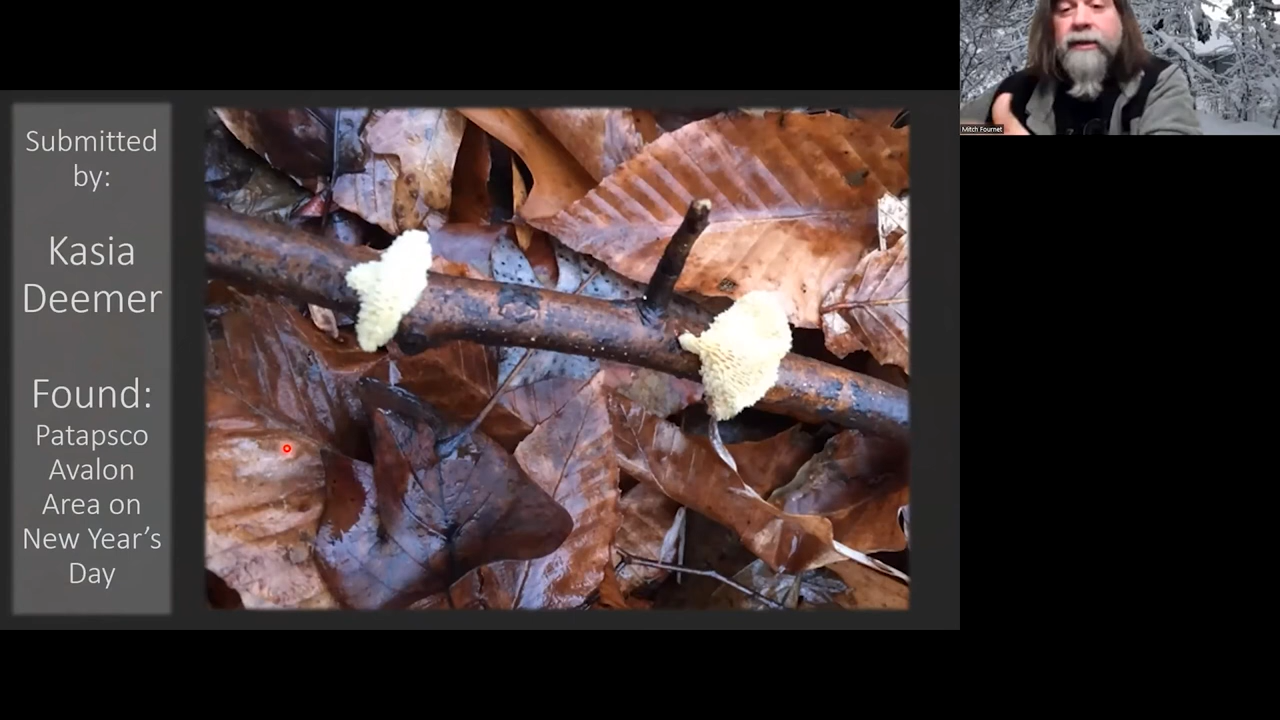 Submitted
by:
Kasia
Deemer
Found:
Patapsco
Avalon
Area on
New Year's
Day
Mitch Fournet